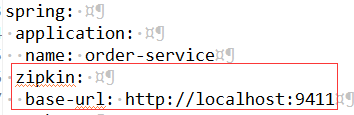 spring:
application:
name: order-service
zipkin:
base-url: http://localhost:9411